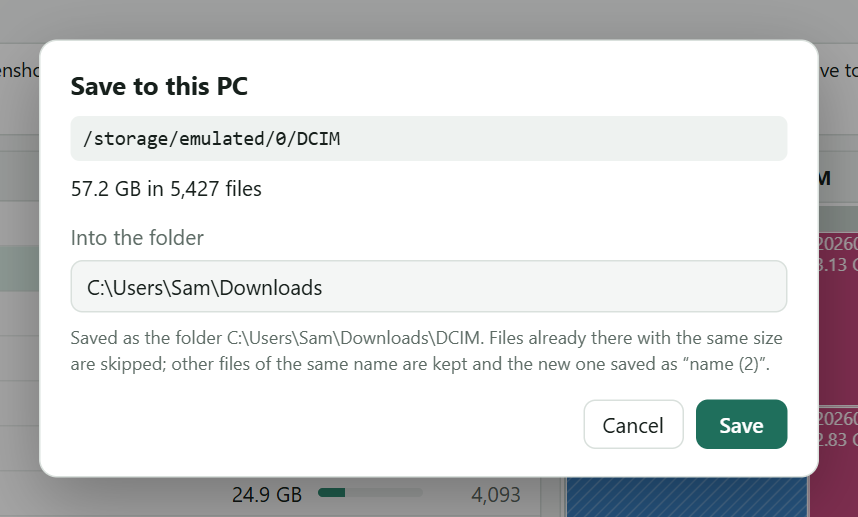 Save to this PC
/storage/emulated/0/DCIM
57.2 GB in 5,427 files
Into the folder
C:\Users\Sam\Downloads
Saved as the folder C:\Users\Sam\Downloads\DCIM. Files already there with the same size
are skipped; other files of the same name are kept and the new one saved as “name (2)”.
Cancel
Save
24.9 GB
4,093